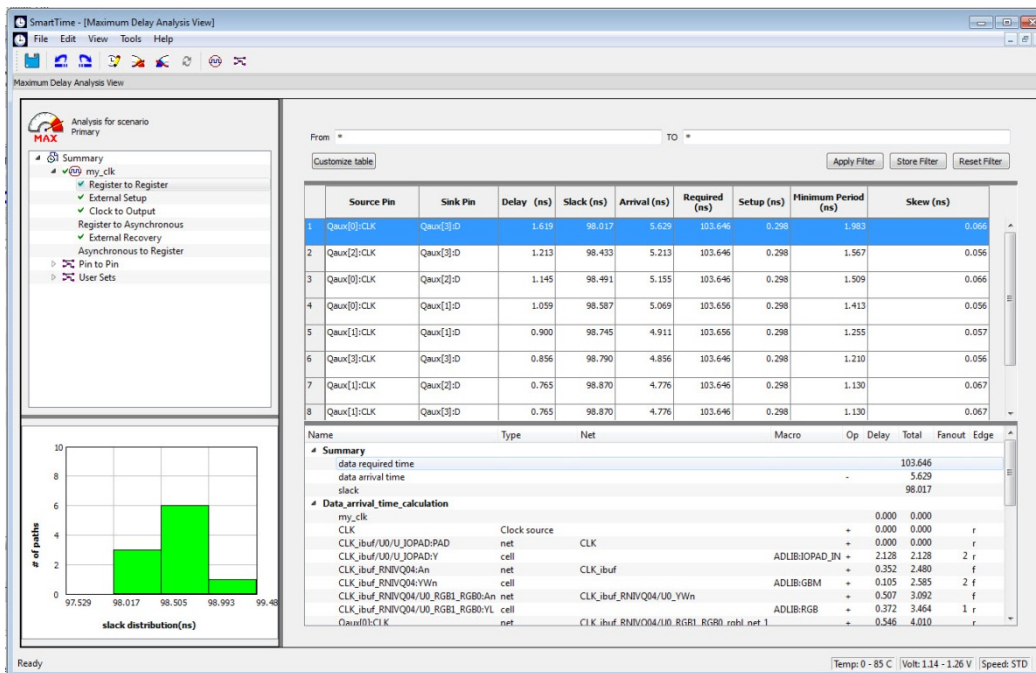 SmartTime - [Maximum Delay Analysis View]
File Edit View Tools Help
Maximum Delay Analysis View
MAX
Analysis for scenario
Primary
Summary
my_clk
Register to Register
External Setup
Clock to Output
Register to Asynchronous
External Recovery
Asynchronous to Register
Pin to Pin
User Sets
From * TO *
Customize table Apply Filter Store Filter Reset Filter
Source Pin Sink Pin Delay (ns) Slack (ns) Arrival (ns) Required (ns) Setup (ns) Minimum Period (ns) Skew (ns)
1 Qaux[0]:CLK Qaux[3]:D 1.619 98.017 5.629 103.646 0.298 1.983 0.066
2 Qaux[2]:CLK Qaux[3]:D 1.213 98.433 5.213 103.646 0.298 1.567 0.056
3 Qaux[0]:CLK Qaux[2]:D 1.145 98.491 5.155 103.646 0.298 1.509 0.066
4 Qaux[0]:CLK Qaux[1]:D 1.059 98.587 5.069 103.656 0.298 1.413 0.056
5 Qaux[1]:CLK Qaux[1]:D 0.900 98.745 4.911 103.656 0.298 1.255 0.057
6 Qaux[3]:CLK Qaux[3]:D 0.856 98.790 4.856 103.646 0.298 1.210 0.056
7 Qaux[1]:CLK Qaux[2]:D 0.765 98.870 4.776 103.646 0.298 1.130 0.067
8 Qaux[1]:CLK Qaux[3]:D 0.765 98.870 4.776 103.646 0.298 1.130 0.067
# of paths
10
8
6
4
2
0
97.529 98.017 98.505 98.993 99.48
slack distribution(ns)
Name Type Net Macro Op Delay Total Fanout Edge
Summary
data required time 103.646
data arrival time - 5.629
slack 98.017
Data_arrival_time_calculation
my_clk 0.000 0.000
CLK Clock source + 0.000 0.000 r
CLK_ibuf/U0/U_IOPAD:PAD net CLK + 0.000 0.000 r
CLK_ibuf/U0/U_IOPAD:Y cell ADLIB:IOPAD_IN + 2.128 2.128 2 r
CLK_ibuf_RNIVQ04:An net CLK_ibuf + 0.352 2.480 f
CLK_ibuf_RNIVQ04:YWn cell ADLIB:GBM + 0.105 2.585 2 f
CLK_ibuf_RNIVQ04/U0_RGB1_RGB0:An net CLK_ibuf_RNIVQ04/U0_YWn + 0.507 3.092 f
CLK_ibuf_RNIVQ04/U0_RGB1_RGB0:YL cell ADLIB:RGB + 0.372 3.464 1 r
Qaux[0]:CLK net CLK_ibuf_RNIVQ04/U0_RGB1_RGB0_rgbl_net_1 + 0.546 4.010 r
Ready Temp: 0 - 85 C Volt: 1.14 - 1.26 V Speed: STD